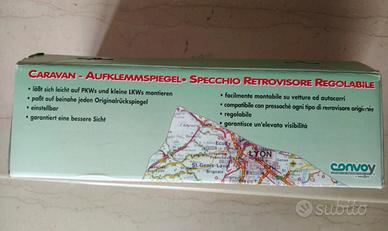 CARAVAN - AUFKLEMMSPIEGEL• SPECCHIO RETROVISORE REGOLABILE
• läßt sich leicht auf PKWs und kleine LKWs montieren
• paßt auf beinahe jeden Originalrückspiegel
• einstellbar
• garantiert eine bessere Sicht
• facilmente montabile su vetture ed autocarri
• compatibile con pressoché ogni tipo di rurrovisore originale
• regolabile
• garantisce un'elevata visibilità
LYON
convoy
subito